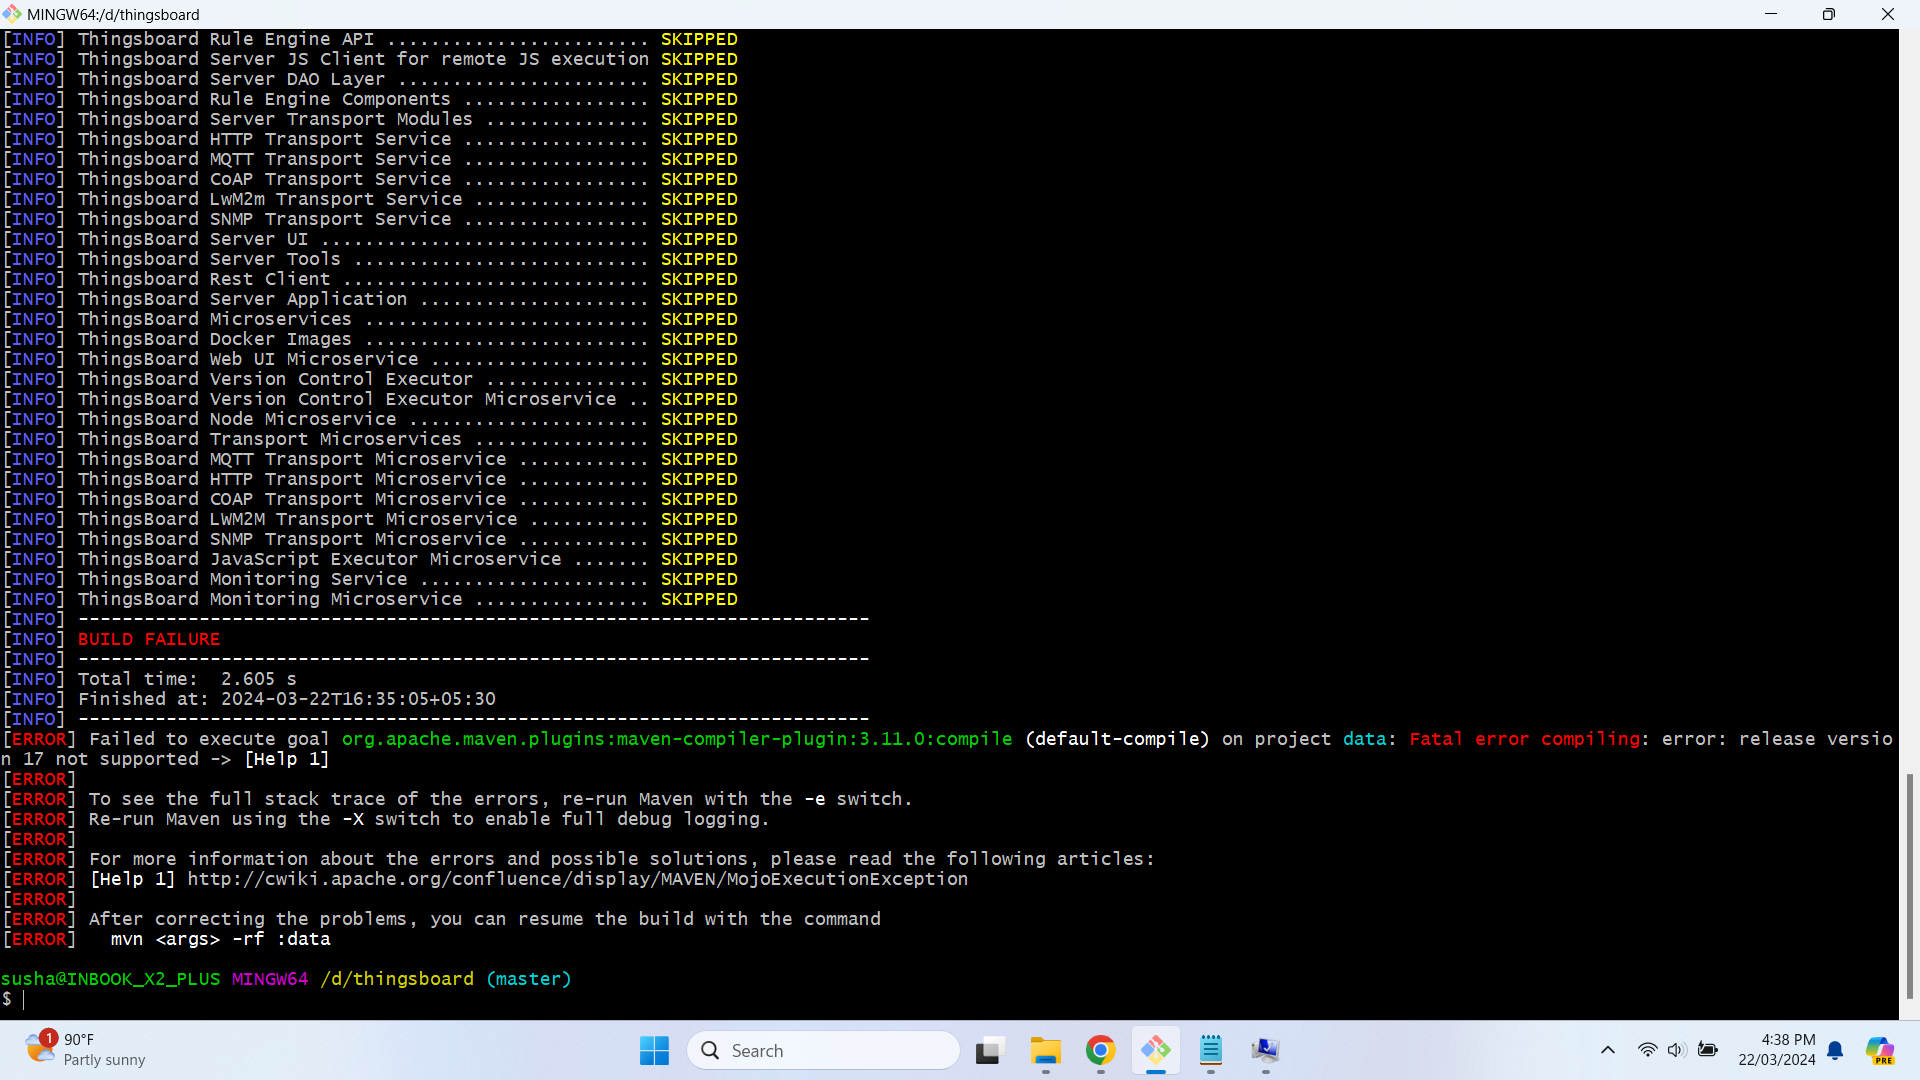 MINGW64:/d/thingsboard
[INFO] Thingsboard Rule Engine API ........................ SKIPPED
[INFO] Thingsboard Server JS Client for remote JS execution SKIPPED
[INFO] Thingsboard Server DAO Layer ....................... SKIPPED
[INFO] Thingsboard Rule Engine Components ................. SKIPPED
[INFO] Thingsboard Server Transport Modules ............... SKIPPED
[INFO] Thingsboard HTTP Transport Service ................. SKIPPED
[INFO] Thingsboard MQTT Transport Service ................. SKIPPED
[INFO] Thingsboard CoAP Transport Service ................. SKIPPED
[INFO] Thingsboard LwM2m Transport Service ................ SKIPPED
[INFO] Thingsboard SNMP Transport Service ................. SKIPPED
[INFO] ThingsBoard Server UI .............................. SKIPPED
[INFO] Thingsboard Server Tools ........................... SKIPPED
[INFO] Thingsboard Rest Client ............................ SKIPPED
[INFO] ThingsBoard Server Application ..................... SKIPPED
[INFO] ThingsBoard Microservices .......................... SKIPPED
[INFO] ThingsBoard Docker Images .......................... SKIPPED
[INFO] ThingsBoard Web UI Microservice .................... SKIPPED
[INFO] ThingsBoard Version Control Executor ............... SKIPPED
[INFO] ThingsBoard Version Control Executor Microservice .. SKIPPED
[INFO] ThingsBoard Node Microservice ...................... SKIPPED
[INFO] ThingsBoard Transport Microservices ................ SKIPPED
[INFO] ThingsBoard MQTT Transport Microservice ............ SKIPPED
[INFO] ThingsBoard HTTP Transport Microservice ............ SKIPPED
[INFO] ThingsBoard COAP Transport Microservice ............ SKIPPED
[INFO] ThingsBoard LWM2M Transport Microservice ........... SKIPPED
[INFO] ThingsBoard SNMP Transport Microservice ............ SKIPPED
[INFO] ThingsBoard JavaScript Executor Microservice ....... SKIPPED
[INFO] ThingsBoard Monitoring Service ..................... SKIPPED
[INFO] ThingsBoard Monitoring Microservice ................ SKIPPED
[INFO] ------------------------------------------------------------------------
[INFO] BUILD FAILURE
[INFO] ------------------------------------------------------------------------
[INFO] Total time:  2.605 s
[INFO] Finished at: 2024-03-22T16:35:05+05:30
[INFO] ------------------------------------------------------------------------
[ERROR] Failed to execute goal org.apache.maven.plugins:maven-compiler-plugin:3.11.0:compile (default-compile) on project data: Fatal error compiling: error: release versio
n 17 not supported -> [Help 1]
[ERROR]
[ERROR] To see the full stack trace of the errors, re-run Maven with the -e switch.
[ERROR] Re-run Maven using the -X switch to enable full debug logging.
[ERROR]
[ERROR] For more information about the errors and possible solutions, please read the following articles:
[ERROR] [Help 1] http://cwiki.apache.org/confluence/display/MAVEN/MojoExecutionException
[ERROR]
[ERROR] After correcting the problems, you can resume the build with the command
[ERROR]   mvn <args> -rf :data
susha@INBOOK_X2_PLUS MINGW64 /d/thingsboard (master)
$
1
90°F
Partly sunny
Search
4:38 PM
22/03/2024
PRE